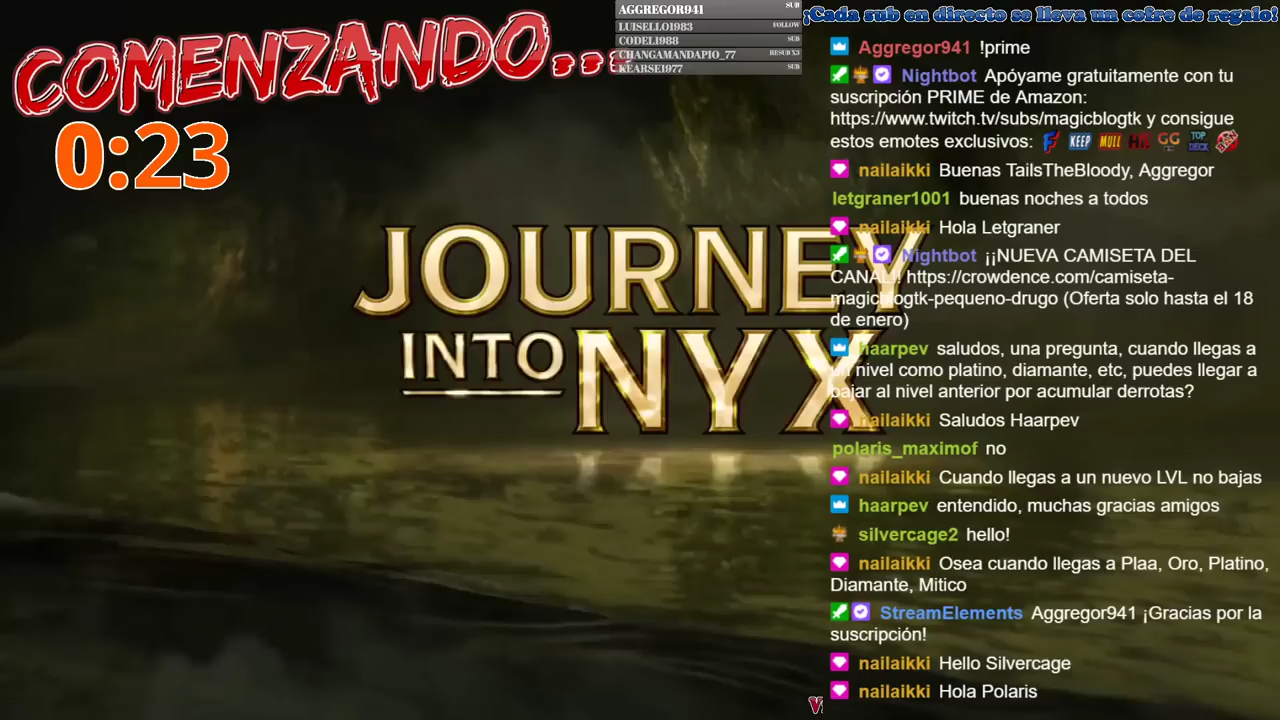 COMENZANDO...
0:23
AGGREGOR941 SUB
LUISELLO1983 FOLLOW
CODEL1988 SUB
CHANGAMANDAPIO_77 RESUB X3
KEARSE1977 SUB
¡Cada sub en directo se lleva un cofre de regalo!
JOURNEY
INTO NYX
Aggregor941 !prime
Nightbot Apóyame gratuitamente con tu
suscripción PRIME de Amazon:
https://www.twitch.tv/subs/magicblogtk y consigue
estos emotes exclusivos: KEEP MULL GG TOP DECK
nailaikki Buenas TailsTheBloody, Aggregor
letgraner1001 buenas noches a todos
nailaikki Hola Letgraner
Nightbot ¡¡NUEVA CAMISETA DEL
CANAL!! https://crowdence.com/camiseta-
magicblogtk-pequeno-drugo (Oferta solo hasta el 18
de enero)
haarpev saludos, una pregunta, cuando llegas a
un nivel como platino, diamante, etc, puedes llegar a
bajar al nivel anterior por acumular derrotas?
nailaikki Saludos Haarpev
polaris_maximof no
nailaikki Cuando llegas a un nuevo LVL no bajas
haarpev entendido, muchas gracias amigos
silvercage2 hello!
nailaikki Osea cuando llegas a Plaa, Oro, Platino,
Diamante, Mitico
StreamElements Aggregor941 ¡Gracias por la
suscripción!
nailaikki Hello Silvercage
nailaikki Hola Polaris